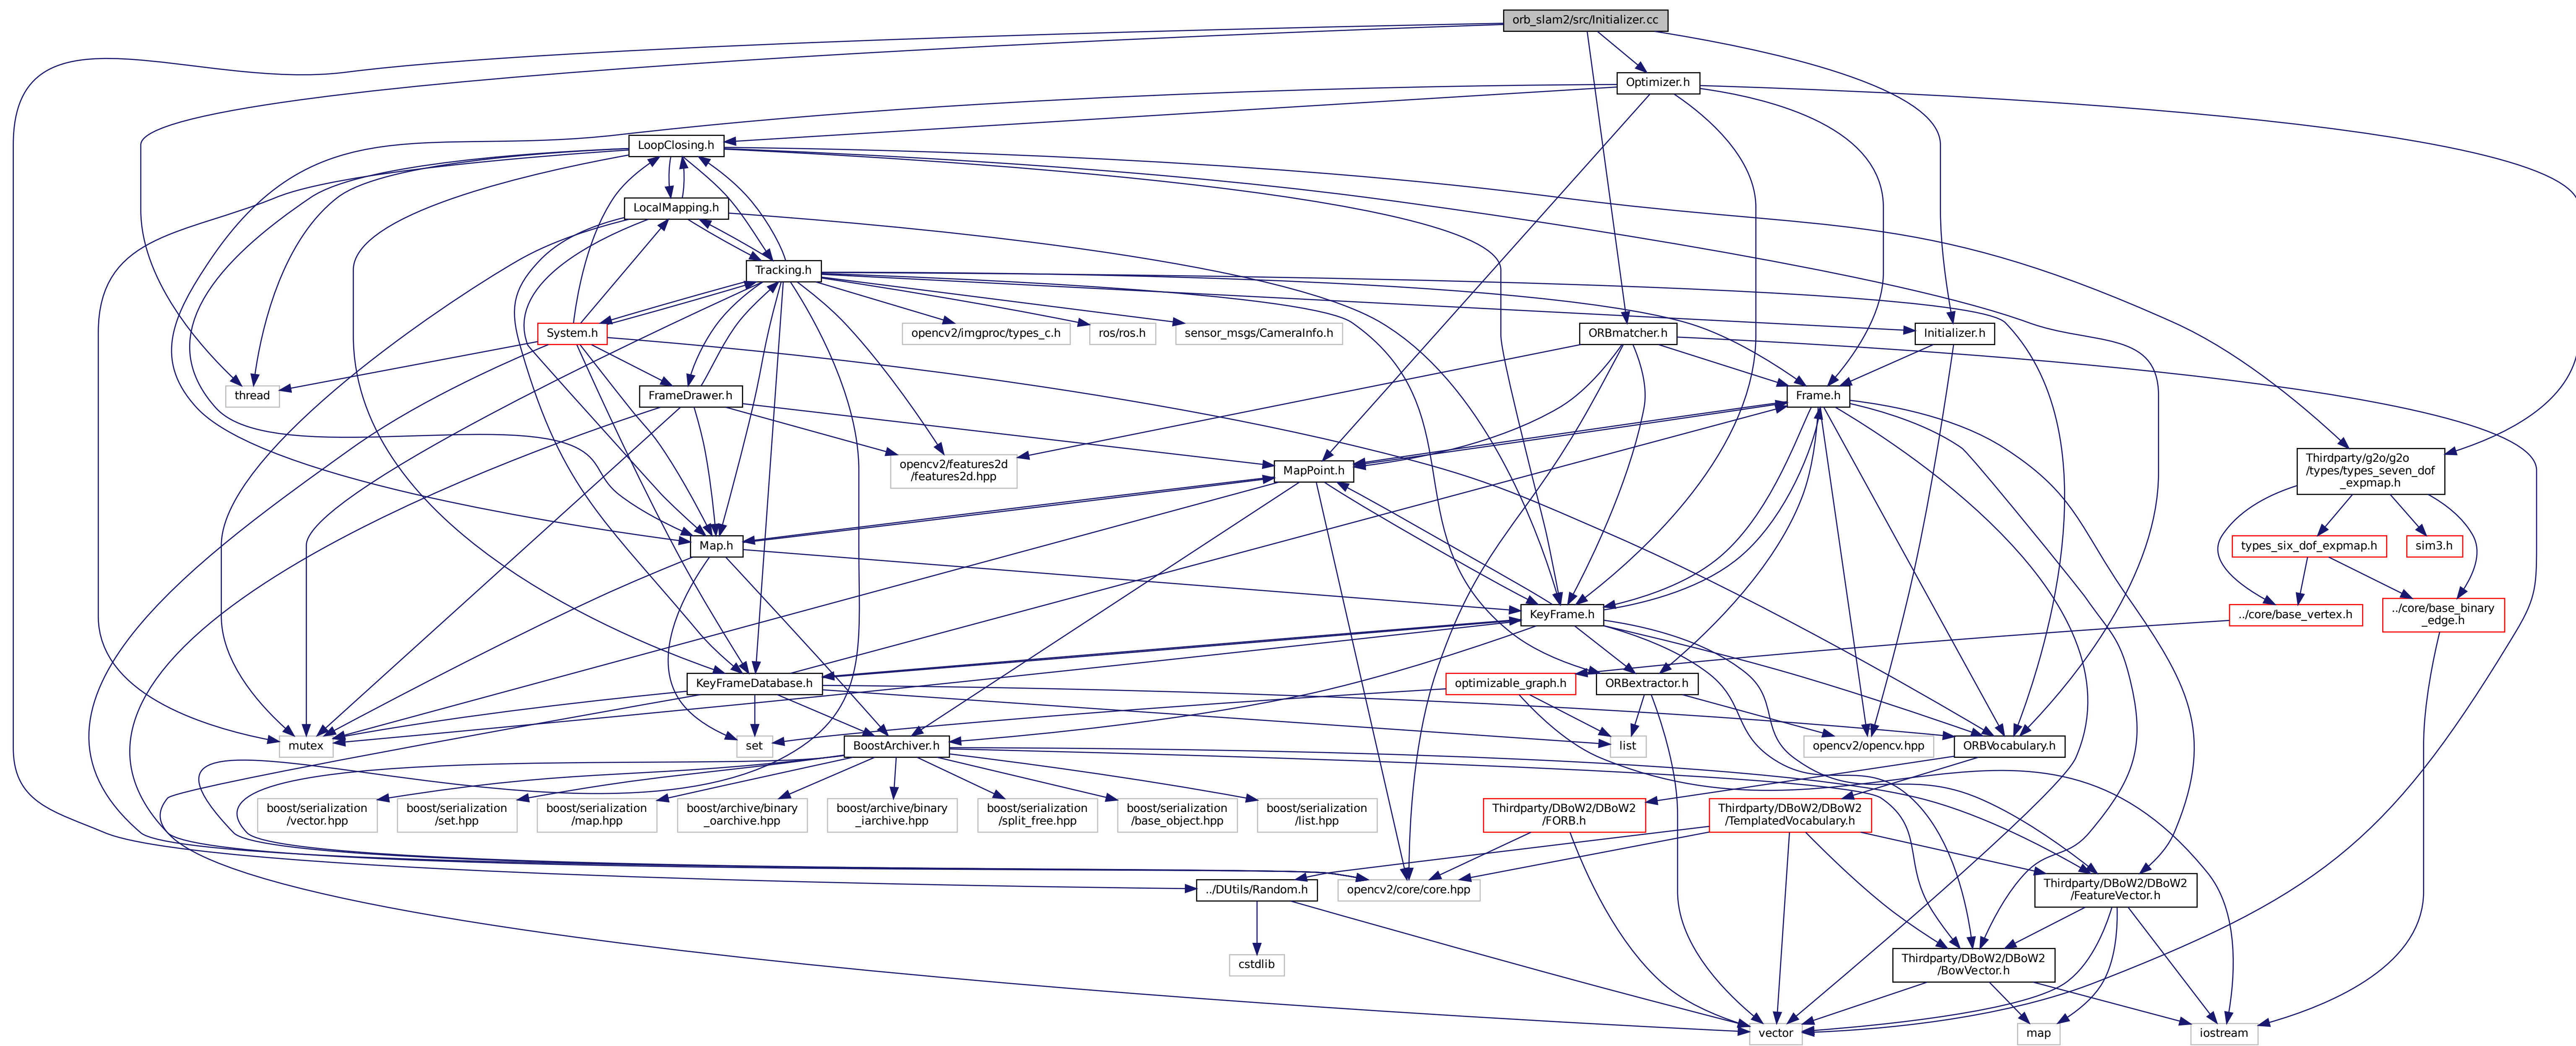 orb_slam2/src/Initializer.cc
Optimizer.h
LoopClosing.h
LocalMapping.h
Tracking.h
System.h
opencv2/imgproc/types_c.h
ros/ros.h
sensor_msgs/CameraInfo.h
ORBmatcher.h
Initializer.h
thread
FrameDrawer.h
Frame.h
opencv2/features2d
/features2d.hpp
MapPoint.h
Thirdparty/g2o/g2o
/types/types_seven_dof
_expmap.h
Map.h
types_six_dof_expmap.h
sim3.h
KeyFrame.h
../core/base_vertex.h
../core/base_binary
_edge.h
KeyFrameDatabase.h
optimizable_graph.h
ORBextractor.h
mutex
set
BoostArchiver.h
list
opencv2/opencv.hpp
ORBVocabulary.h
boost/serialization
/vector.hpp
boost/serialization
/set.hpp
boost/serialization
/map.hpp
boost/archive/binary
_oarchive.hpp
boost/archive/binary
_iarchive.hpp
boost/serialization
/split_free.hpp
boost/serialization
/base_object.hpp
boost/serialization
/list.hpp
Thirdparty/DBoW2/DBoW2
/FORB.h
Thirdparty/DBoW2/DBoW2
/TemplatedVocabulary.h
../DUtils/Random.h
opencv2/core/core.hpp
Thirdparty/DBoW2/DBoW2
/FeatureVector.h
cstdlib
Thirdparty/DBoW2/DBoW2
/BowVector.h
vector
map
iostream